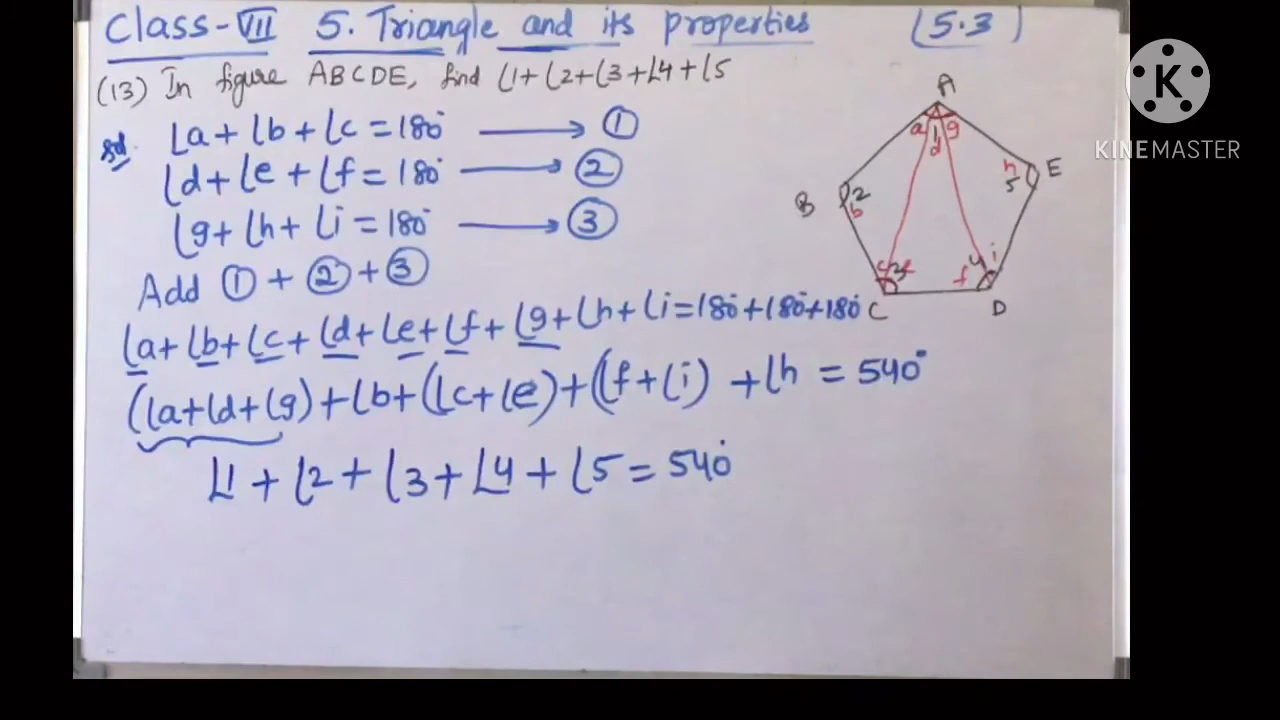 Class-VII 5. Triangle and its properties (5.3)
(13) In figure ABCDE, find ∠1+∠2+∠3+∠4+∠5
Sol. ∠a+∠b+∠c=180° → ①
∠d+∠e+∠f=180° → ②
∠g+∠h+∠i=180° → ③
Add ①+②+③
∠a+∠b+∠c+∠d+∠e+∠f+∠g+∠h+∠i=180°+180°+180°
(∠a+∠d+∠g)+∠b+(∠c+∠e)+(∠f+∠i)+∠h=540°
∠1+∠2+∠3+∠4+∠5=540°
A
a 1 g
d
h
5 E
B 2
b
c 3 e f 4 i
C D
K
KINEMASTER